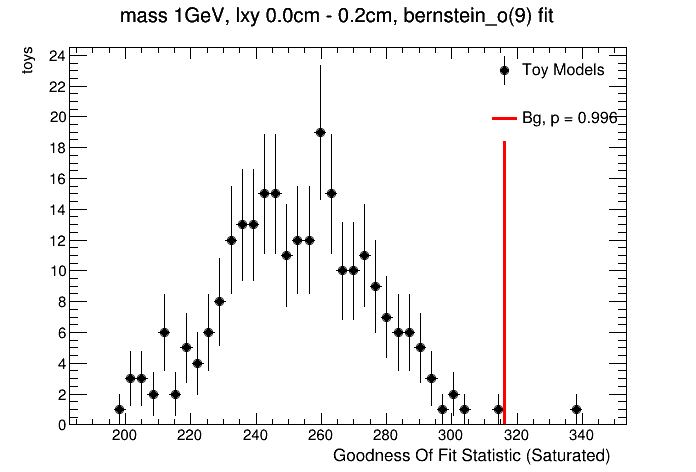 mass 1GeV, lxy 0.0cm - 0.2cm, bernstein_o(9) fit
toys
24
22
20
18
16
14
12
10
8
6
4
2
0
Toy Models
Bg, p = 0.996
200 220 240 260 280 300 320 340
Goodness Of Fit Statistic (Saturated)